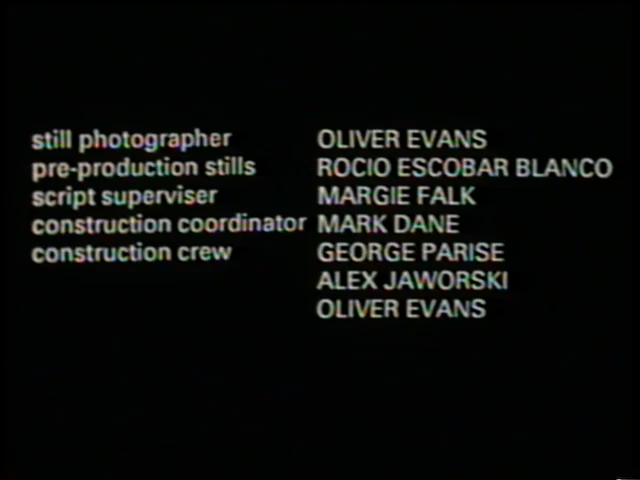 still photographer OLIVER EVANS
pre-production stills ROCIO ESCOBAR BLANCO
script superviser MARGIE FALK
construction coordinator MARK DANE
construction crew GEORGE PARISE
ALEX JAWORSKI
OLIVER EVANS